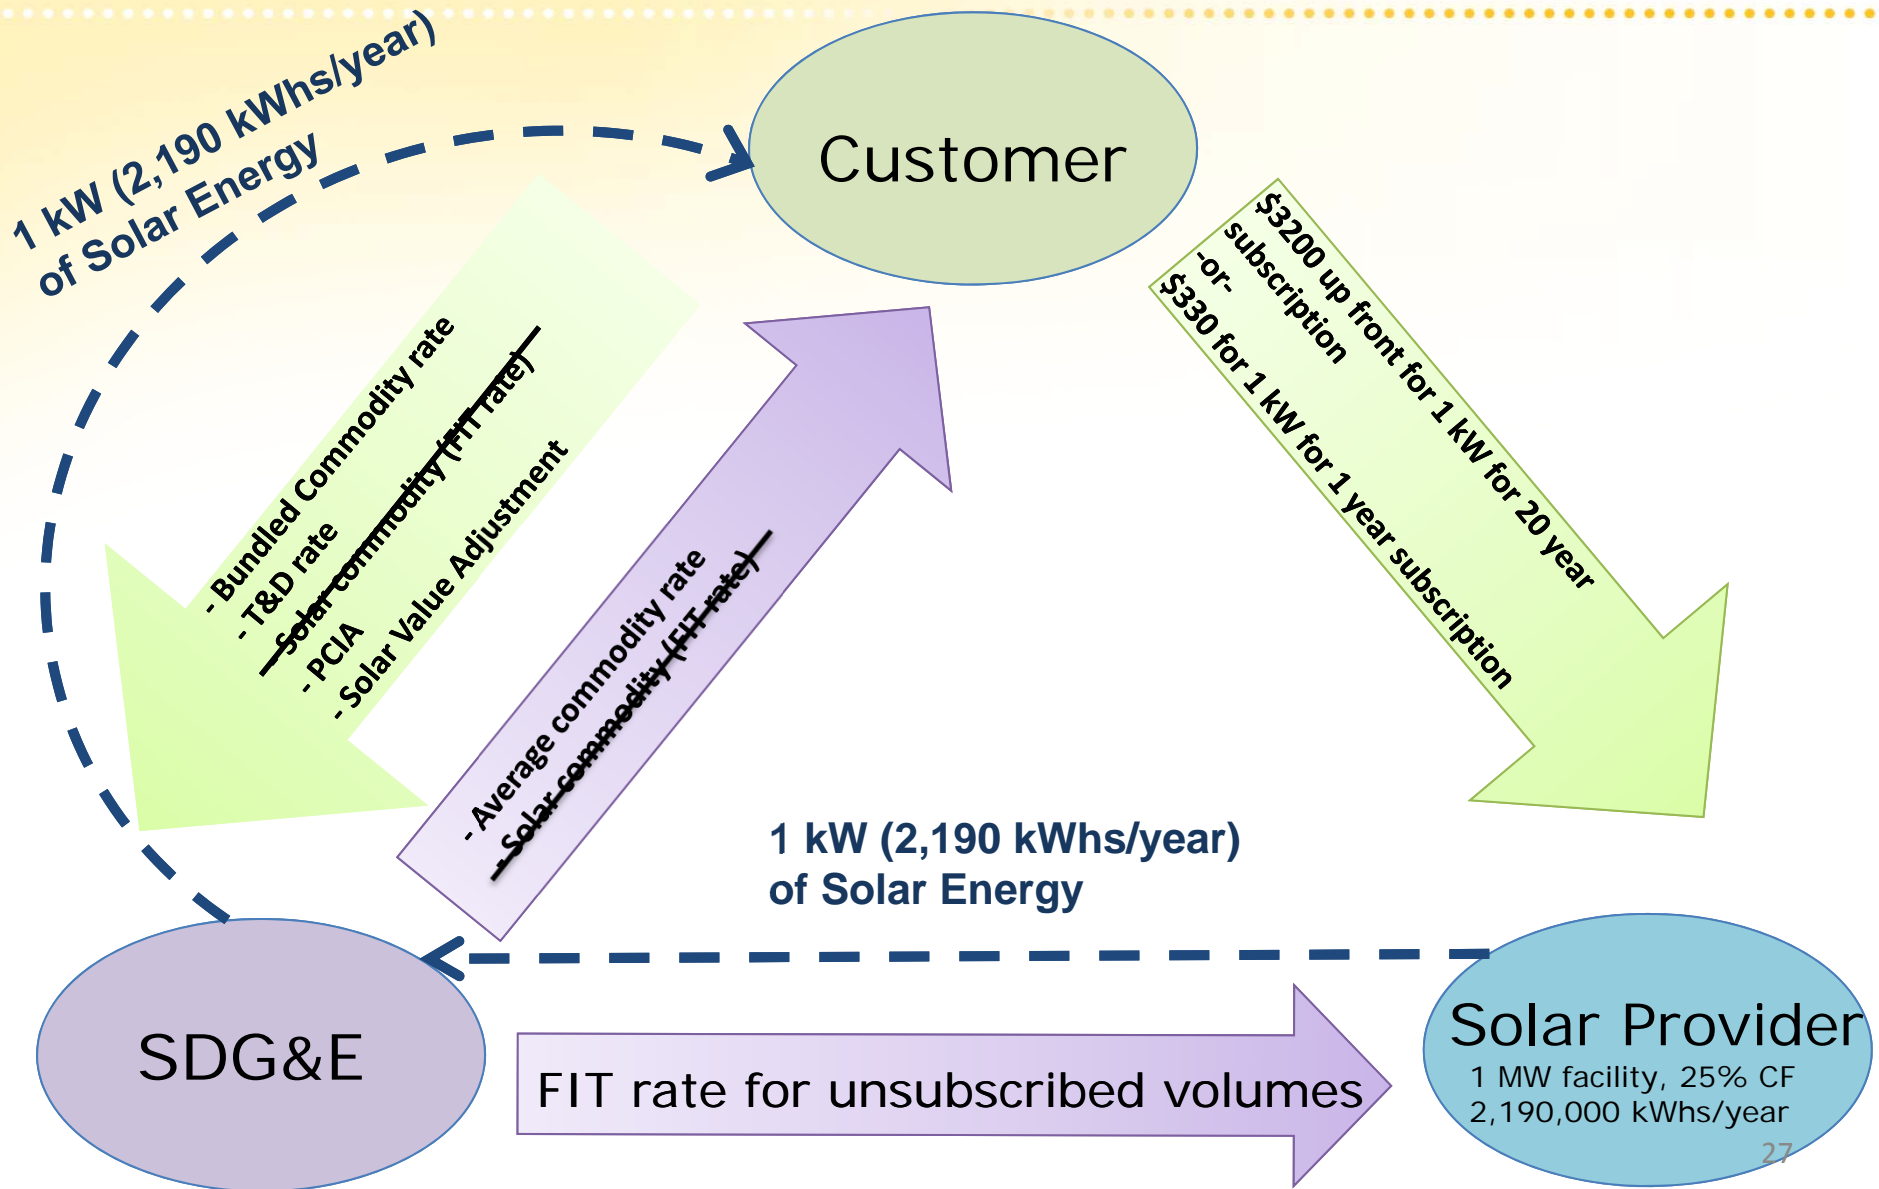 1 kW (2,190 kWhs/year)
of Solar Energy
Customer
$3200 up front for 1 kW for 20 year
subscription
-or-
$330 for 1 kW for 1 year subscription
- Bundled Commodity rate
- T&D rate
- Solar commodity (FIT rate)
- PCIA
- Solar Value Adjustment
- Average commodity rate
- Solar commodity (FIT rate)
1 kW (2,190 kWhs/year)
of Solar Energy
SDG&E
FIT rate for unsubscribed volumes
Solar Provider
1 MW facility, 25% CF
2,190,000 kWhs/year
27